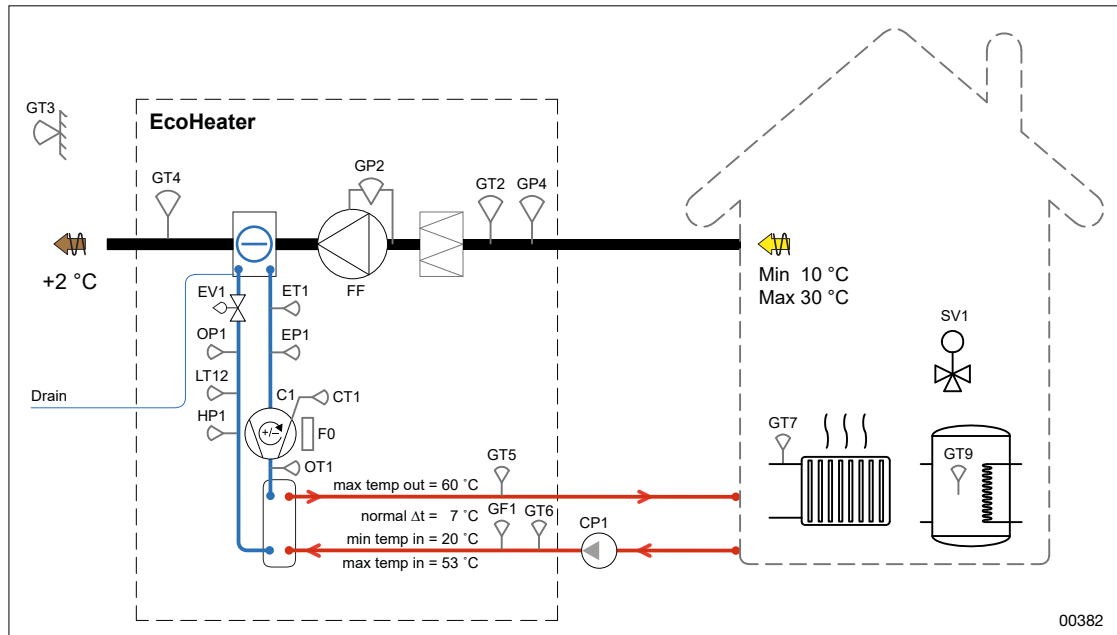 GT3
EcoHeater
GT4
GP2
GT2
GP4
+2 °C
FF
Min 10 °C
Max 30 °C
EV1
ET1
OP1
EP1
SV1
Drain
LT12
C1
CT1
HP1
F0
GT7
OT1
GT5
GT9
max temp out = 60 °C
normal Δt = 7 °C
GF1
GT6
CP1
min temp in = 20 °C
max temp in = 53 °C
+/-
00382